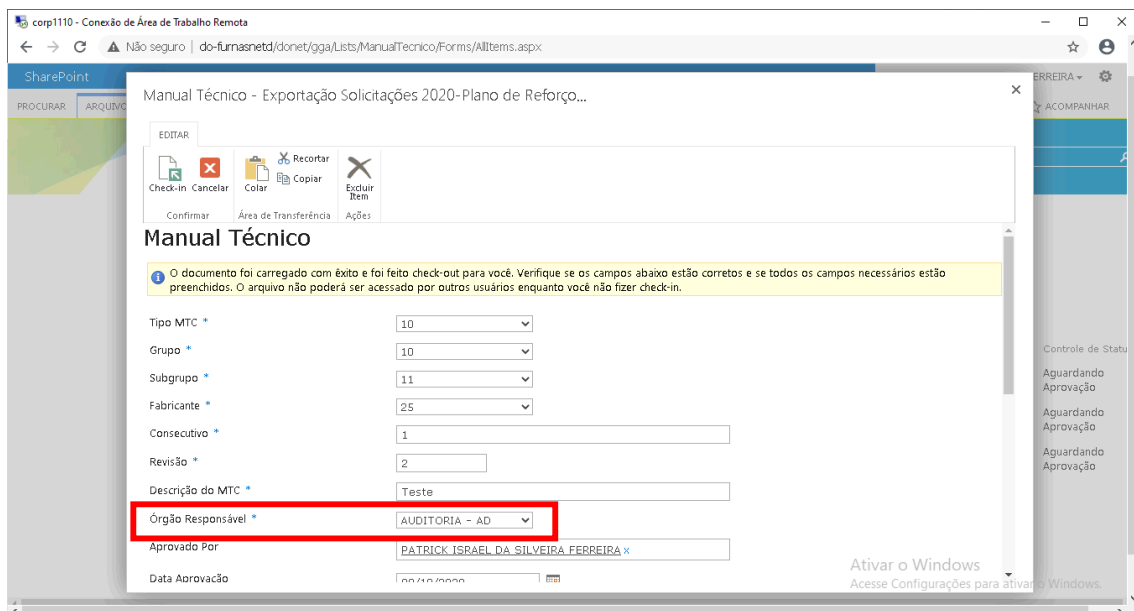 corp1110 - Conexão de Área de Trabalho Remota
Não seguro | do-furnasnetd/donet/gga/Lists/ManualTecnico/Forms/AllItems.aspx
SharePoint
ERREIRA
PROCURAR
ARQUIVO
ACOMPANHAR
Manual Técnico - Exportação Solicitações 2020-Plano de Reforço...
EDITAR
Check-in
Cancelar
Colar
Recortar
Copiar
Excluir
Item
Confirmar
Área de Transferência
Ações
Manual Técnico
O documento foi carregado com êxito e foi feito check-out para você. Verifique se os campos abaixo estão corretos e se todos os campos necessários estão
preenchidos. O arquivo não poderá ser acessado por outros usuários enquanto você não fizer check-in.
Tipo MTC * 10
Grupo * 10
Subgrupo * 11
Fabricante * 25
Consecutivo * 1
Revisão * 2
Descrição do MTC * Teste
Órgão Responsável * AUDITORIA - AD
Aprovado Por PATRICK ISRAEL DA SILVEIRA FERREIRA x
Data Aprovação
Controle de Statu
Aguardando
Aprovação
Aguardando
Aprovação
Aguardando
Aprovação
Ativar o Windows
Acesse Configurações para ativar o Windows.